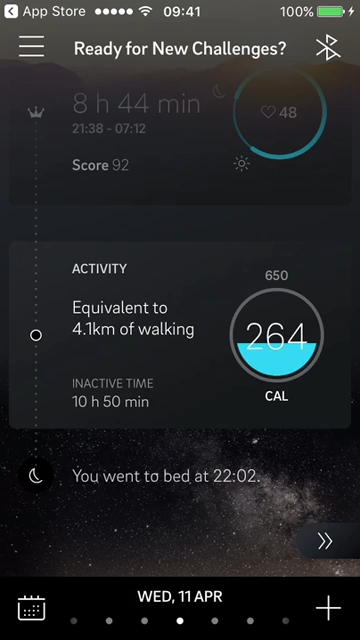 App Store 09:41 100%
Ready for New Challenges?
8 h 44 min
21:38 - 07:12
48
Score 92
ACTIVITY
650
Equivalent to
4.1km of walking
264
INACTIVE TIME
10 h 50 min
CAL
You went to bed at 22:02.
WED, 11 APR